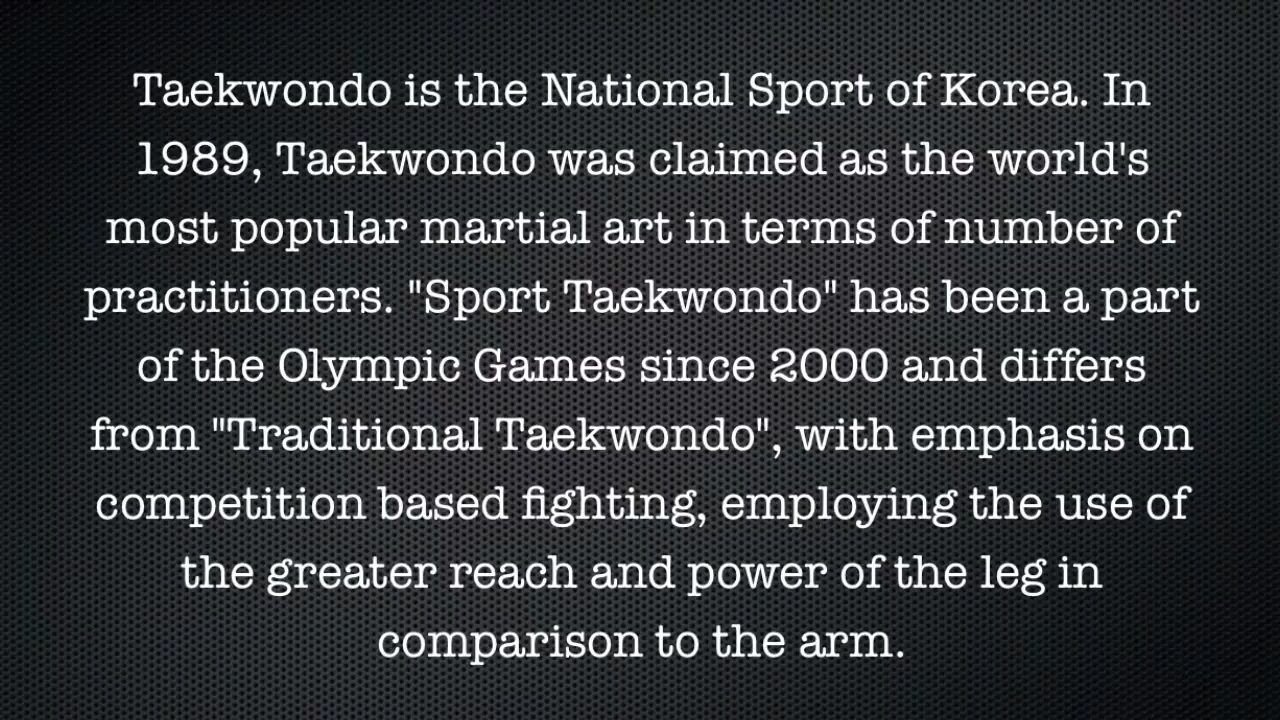 Taekwondo is the National Sport of Korea. In
1989, Taekwondo was claimed as the world's
most popular martial art in terms of number of
practitioners. "Sport Taekwondo" has been a part
of the Olympic Games since 2000 and differs
from "Traditional Taekwondo", with emphasis on
competition based fighting, employing the use of
the greater reach and power of the leg in
comparison to the arm.